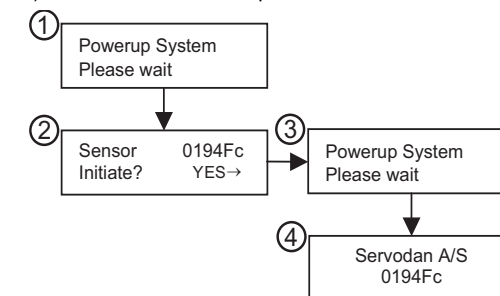 1
Powerup System
Please wait
2
Sensor 0194Fc
Initiate? YES→
3
Powerup System
Please wait
4
Servodan A/S
0194Fc